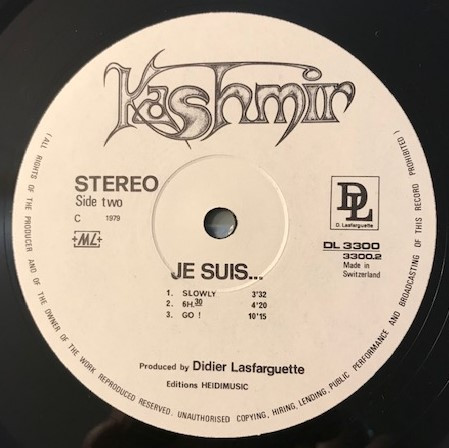 Kashmir
STEREO
Side two
C 1979
+ML+
DL
D. Lasfarguette
DL 3300
3300.2
Made in
Switzerland
JE SUIS...
1. SLOWLY 3'32
2. 6H.30 4'20
3. GO ! 10'15
Produced by Didier Lasfarguette
Editions HEIDIMUSIC
( ALL RIGHTS OF THE PRODUCER AND OF THE OWNER OF THE WORK REPRODUCED RESERVED. UNAUTHORISED COPYING, HIRING, LENDING, PUBLIC PERFORMANCE AND BROADCASTING OF THIS RECORD PROHIBITED )